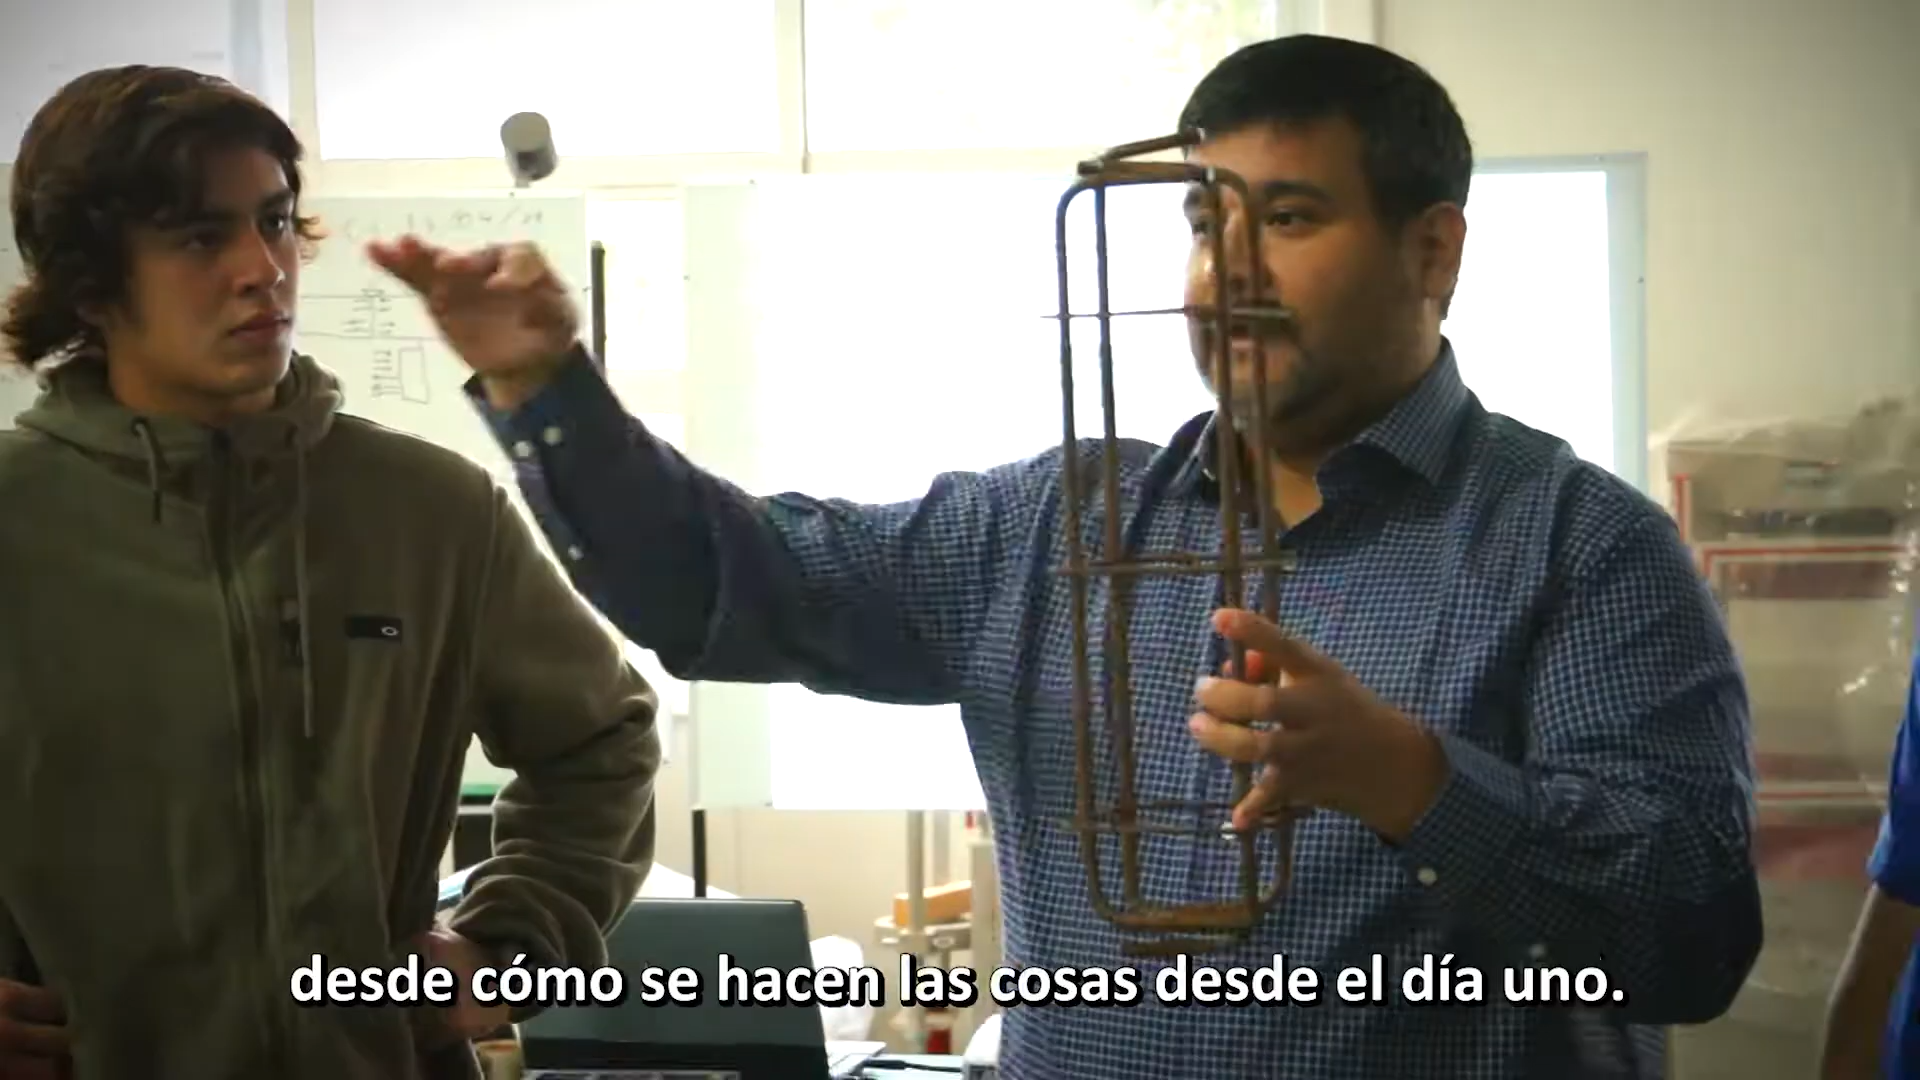 desde cómo se hacen las cosas desde el día uno.